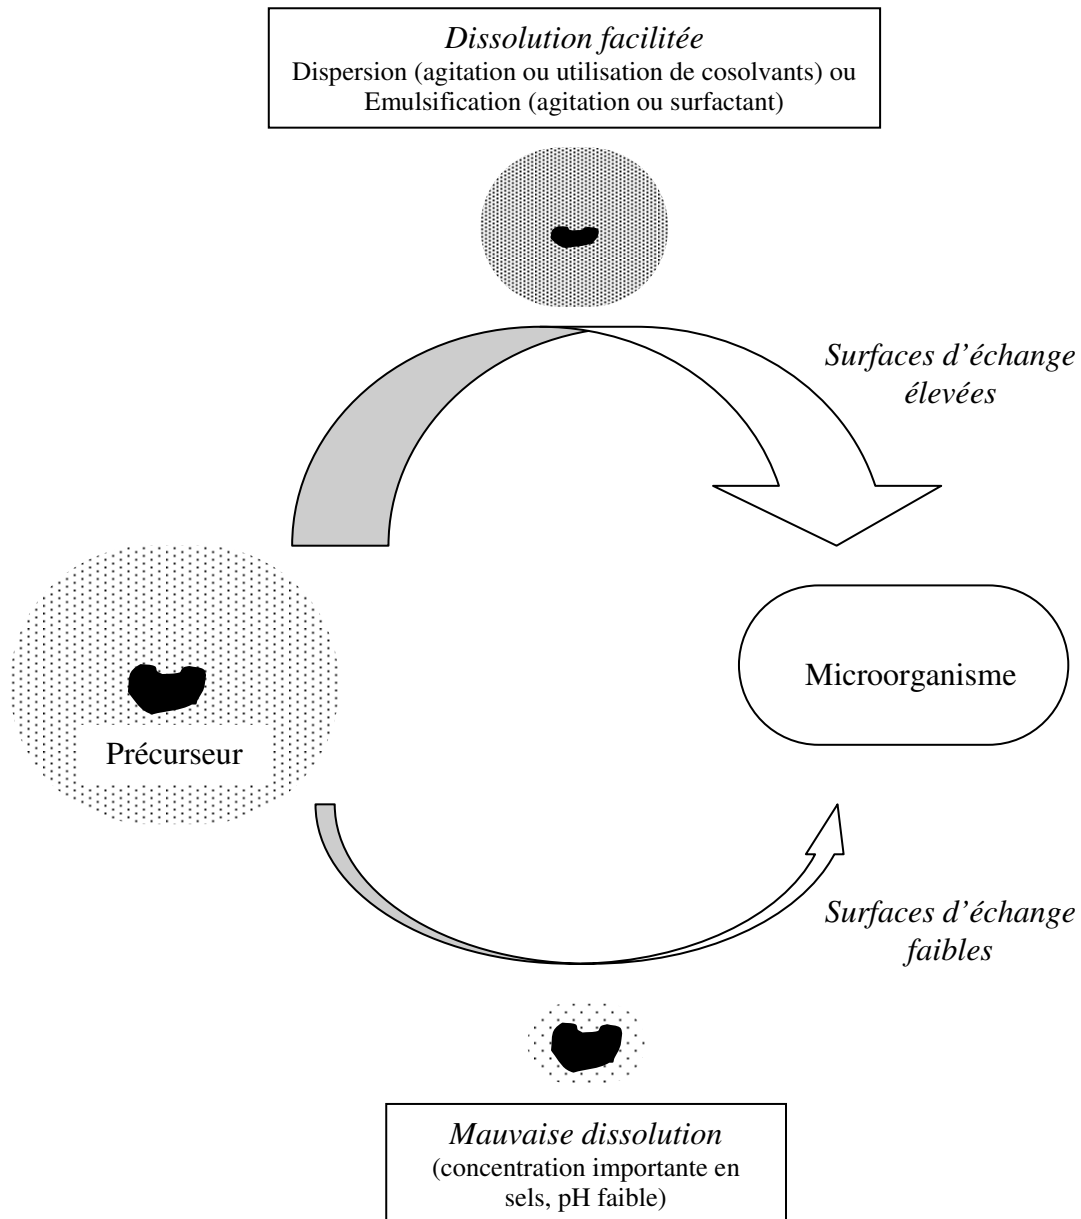 Dissolution facilitée
Dispersion (agitation ou utilisation de cosolvants) ou
Emulsification (agitation ou surfactant)
Surfaces d'échange
élevées
Microorganisme
Précurseur
Surfaces d'échange
faibles
Mauvaise dissolution
(concentration importante en
sels, pH faible)